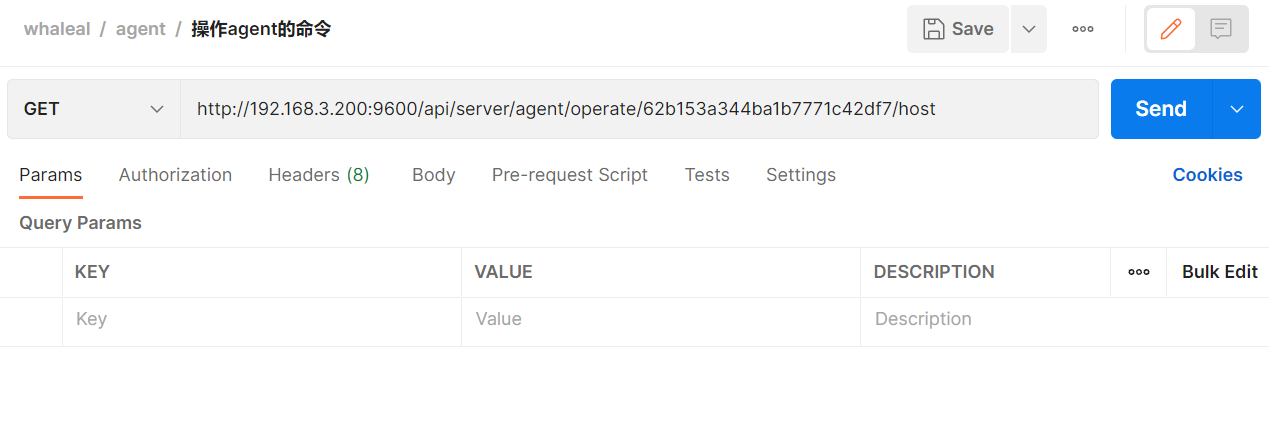 whaleal / agent / 操作agent的命令
Save
GET
http://192.168.3.200:9600/api/server/agent/operate/62b153a344ba1b7771c42df7/host
Send
Params Authorization Headers (8) Body Pre-request Script Tests Settings Cookies
Query Params
KEY VALUE DESCRIPTION Bulk Edit
Key Value Description